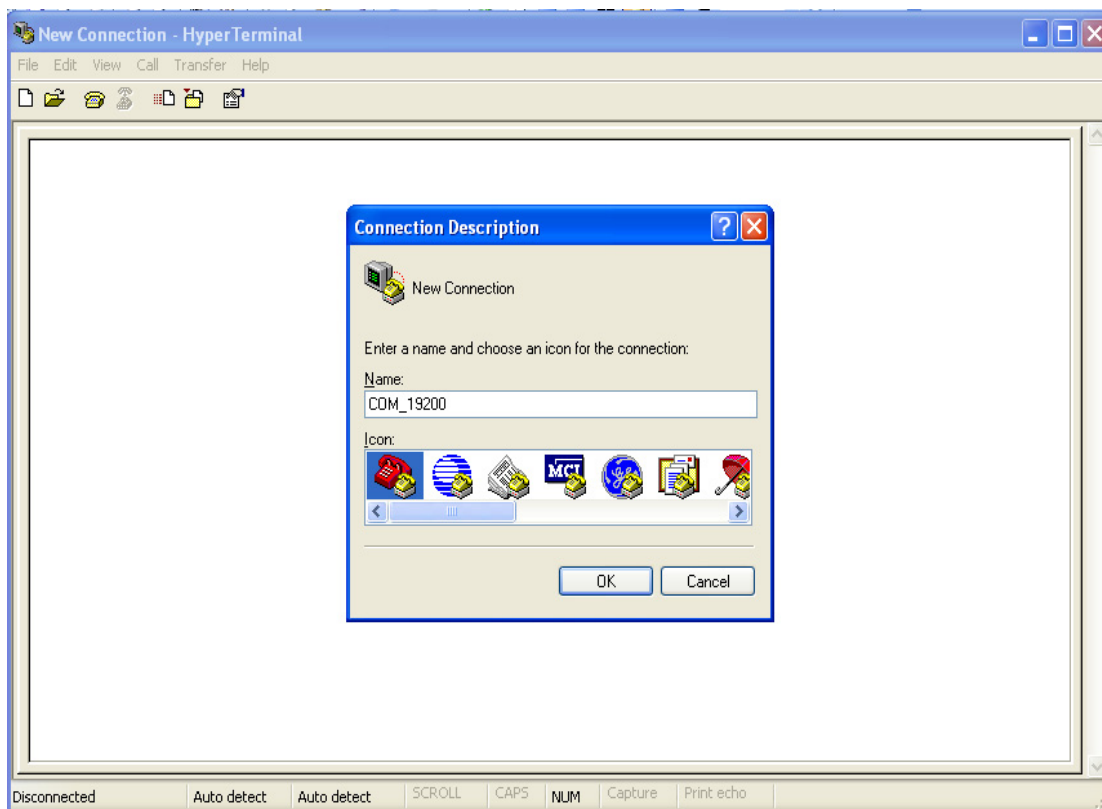 New Connection - HyperTerminal
File Edit View Call Transfer Help
Connection Description
New Connection
Enter a name and choose an icon for the connection:
Name:
COM_19200
Icon:
MCI
OK Cancel
Disconnected Auto detect Auto detect SCROLL CAPS NUM Capture Print echo